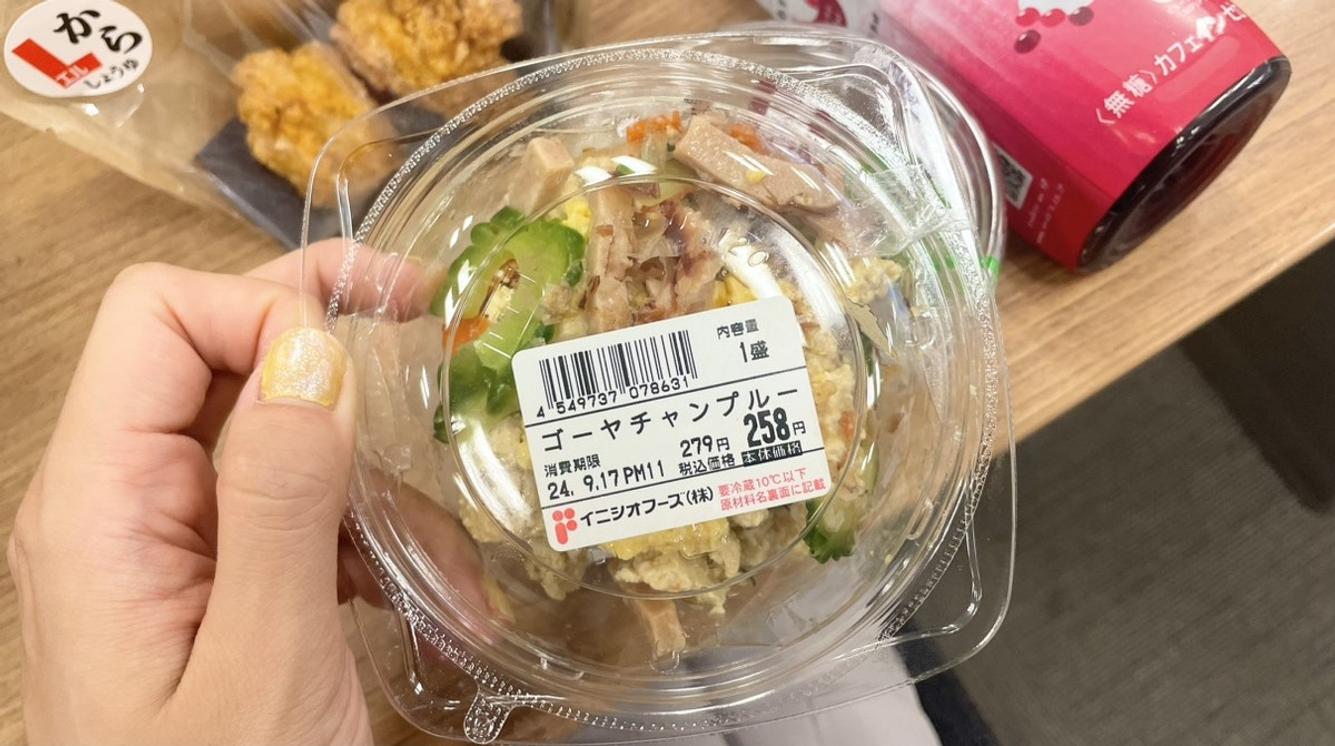 から
L
エル
しょうゆ
《無糖》カフェインゼ
内容量
1盛
4 549737 078631
ゴーヤチャンプルー
消費期限
279円 258円
24. 9.17 PM11 税込価格 本体価格
イニシオフーズ(株)
要冷蔵10℃以下
原材料名裏面に記載